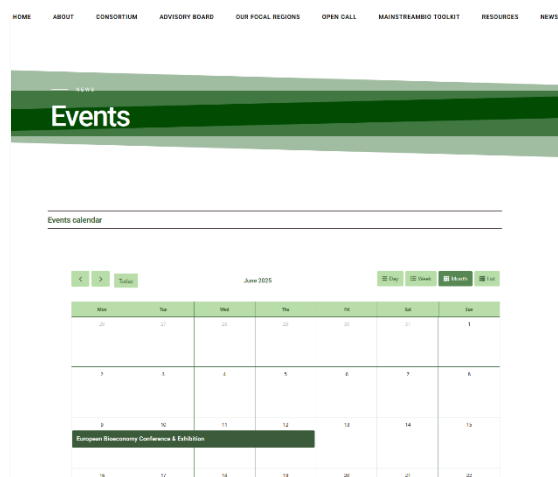 HOME ABOUT CONSORTIUM ADVISORY BOARD OUR FOCAL REGIONS OPEN CALL MAINSTREAMBIO TOOLKIT RESOURCES NEWS
NEWS
Events
Events calendar
Today June 2025 Day Week Month List
Mon Tue Wed Thu Fri Sat Sun
26 27 28 29 30 31 1
2 3 4 5 6 7 8
9 10 11 12 13 14 15
European Bioeconomy Conference & Exhibition
16 17 18 19 20 21 22